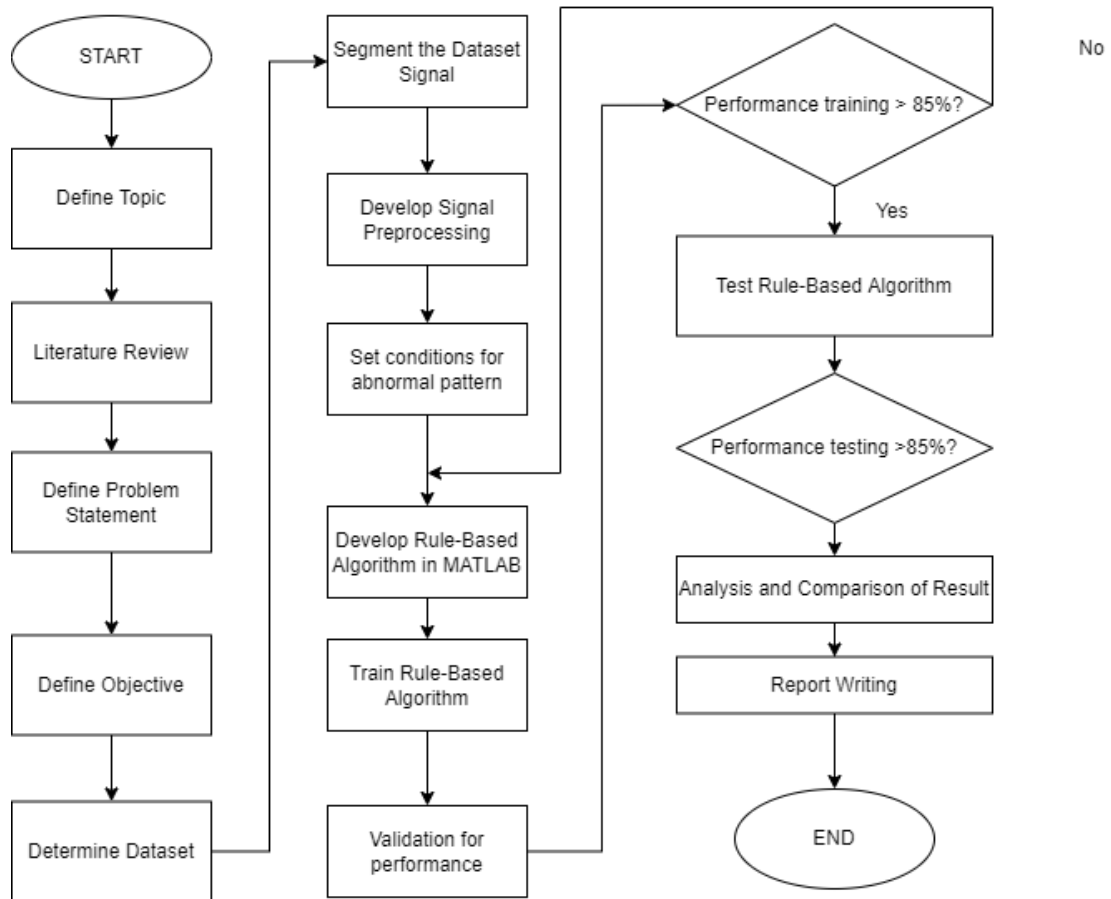 START
Define Topic
Literature Review
Define Problem
Statement
Define Objective
Determine Dataset
Segment the Dataset
Signal
Develop Signal
Preprocessing
Set conditions for
abnormal pattern
Develop Rule-Based
Algorithm in MATLAB
Train Rule-Based
Algorithm
Validation for
performance
Performance training > 85%?
No
Yes
Test Rule-Based Algorithm
Performance testing >85%?
Analysis and Comparison of Result
Report Writing
END